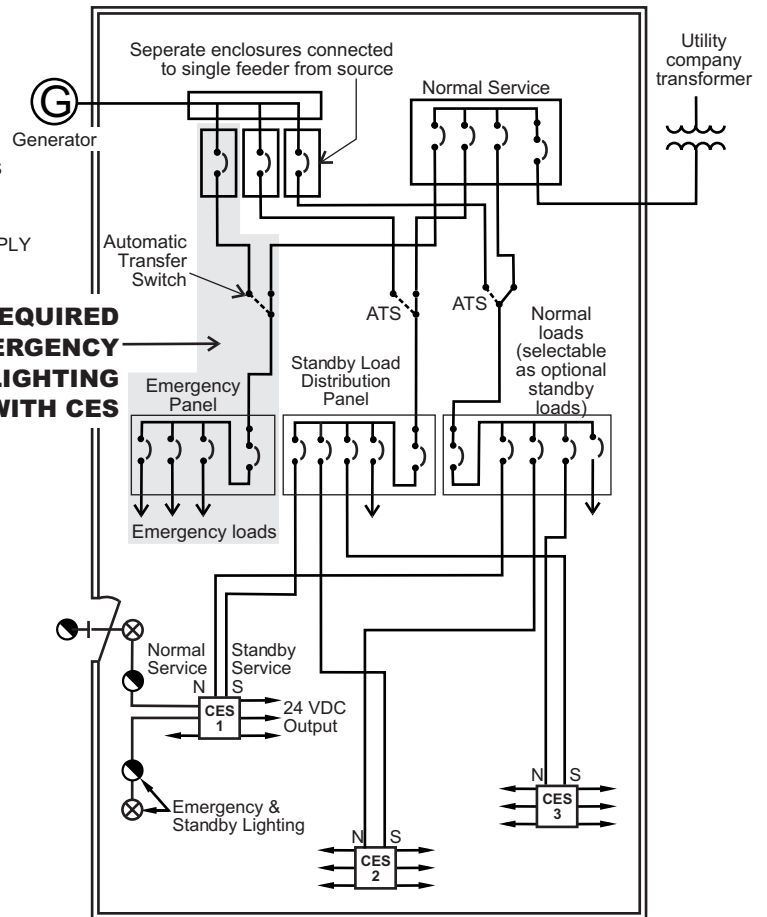 Seperate enclosures connected
to single feeder from source
Utility
company
transformer
Normal Service
G
Generator
S
PLY
Automatic
Transfer
Switch
ATS
ATS
EQUIRED
ERGENCY
LIGHTING
WITH CES
Normal
loads
(selectable
as optional
standby
loads)
Standby Load
Distribution
Panel
Emergency
Panel
Emergency loads
Normal
Service
Standby
Service
N
S
CES
1
24 VDC
Output
Emergency &
Standby Lighting
N
S
CES
2
N
S
CES
3